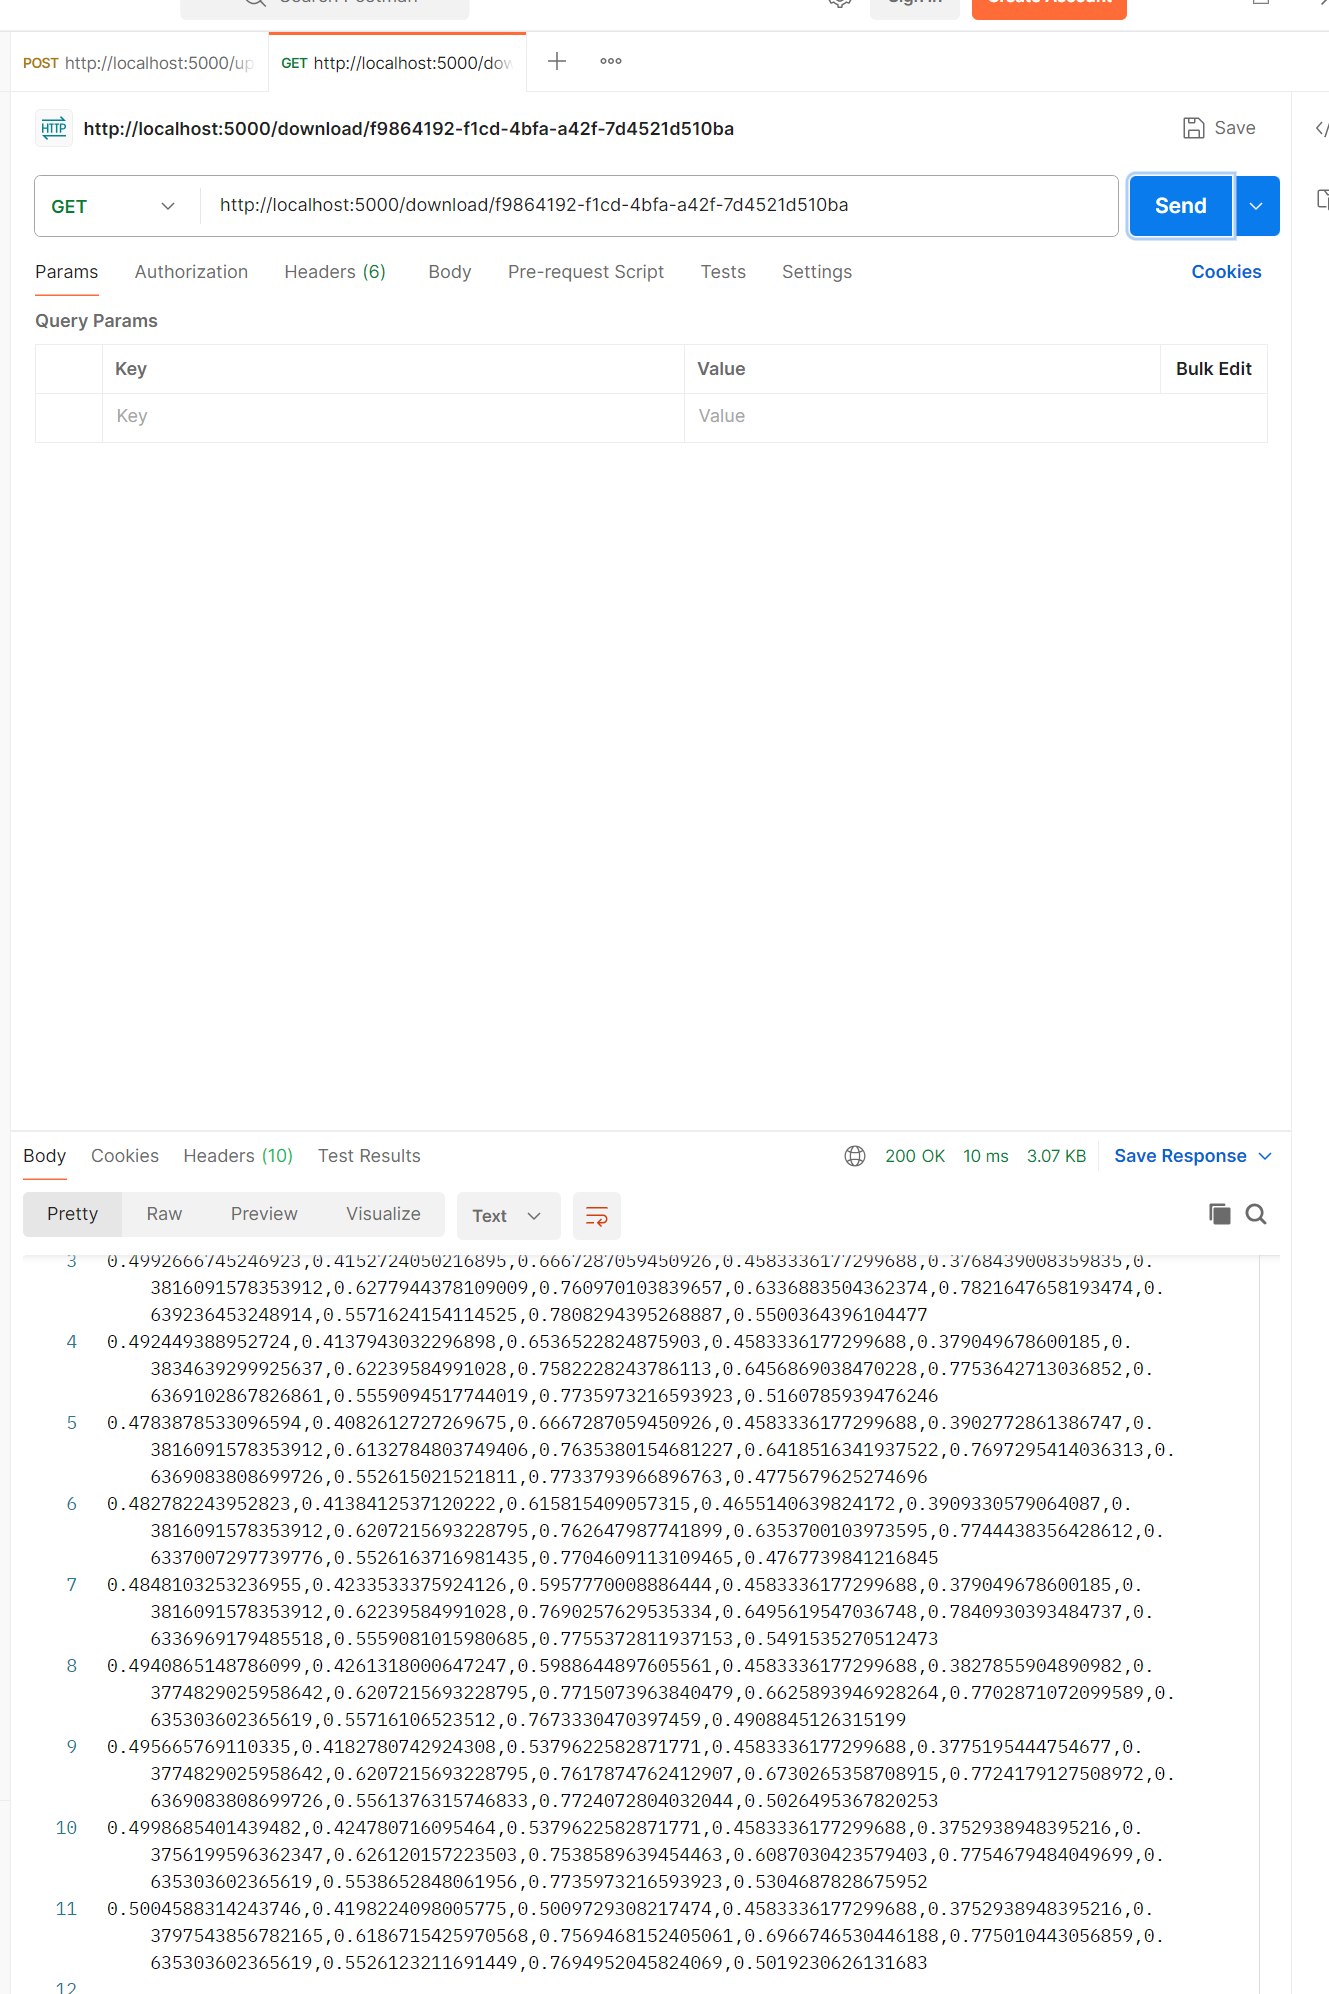 Search Postman
Sign In
Create Account
POST http://localhost:5000/up
GET http://localhost:5000/dow
HTTP
http://localhost:5000/download/f9864192-f1cd-4bfa-a42f-7d4521d510ba
Save
GET
http://localhost:5000/download/f9864192-f1cd-4bfa-a42f-7d4521d510ba
Send
Params Authorization Headers (6) Body Pre-request Script Tests Settings Cookies
Query Params
Key Value Bulk Edit
Key Value
Body Cookies Headers (10) Test Results 200 OK 10 ms 3.07 KB Save Response
Pretty Raw Preview Visualize Text
3 0.4992666745246923,0.4152724050216895,0.6667287059450926,0.4583336177299688,0.3768439008359835,0.
3816091578353912,0.6277944378109009,0.760970103839657,0.6336883504362374,0.7821647658193474,0.
639236453248914,0.5571624154114525,0.7808294395268887,0.5500364396104477
4 0.492449388952724,0.4137943032296898,0.6536522824875903,0.4583336177299688,0.379049678600185,0.
3834639299925637,0.62239584991028,0.7582228243786113,0.6456869038470228,0.7753642713036852,0.
6369102867826861,0.5559094517744019,0.7735973216593923,0.5160785939476246
5 0.4783878533096594,0.4082612727269675,0.6667287059450926,0.4583336177299688,0.3902772861386747,0.
3816091578353912,0.6132784803749406,0.7635380154681227,0.6418516341937522,0.7697295414036313,0.
6369083808699726,0.552615021521811,0.7733793966896763,0.4775679625274696
6 0.482782243952823,0.4138412537120222,0.615815409057315,0.4655140639824172,0.3909330579064087,0.
3816091578353912,0.6207215693228795,0.762647987741899,0.6353700103973595,0.7744438356428612,0.
6337007297739776,0.5526163716981435,0.7704609113109465,0.4767739841216845
7 0.4848103253236955,0.4233533375924126,0.5957770008886444,0.4583336177299688,0.379049678600185,0.
3816091578353912,0.62239584991028,0.7690257629535334,0.6495619547036748,0.7840930393484737,0.
6336969179485518,0.5559081015980685,0.7755372811937153,0.5491535270512473
8 0.4940865148786099,0.4261318000647247,0.5988644897605561,0.4583336177299688,0.3827855904890982,0.
3774829025958642,0.6207215693228795,0.7715073963840479,0.6625893946928264,0.7702871072099589,0.
635303602365619,0.55716106523512,0.7673330470397459,0.4908845126315199
9 0.495665769110335,0.4182780742924308,0.5379622582871771,0.4583336177299688,0.3775195444754677,0.
3774829025958642,0.6207215693228795,0.7617874762412907,0.6730265358708915,0.7724179127508972,0.
6369083808699726,0.5561376315746833,0.7724072804032044,0.5026495367820253
10 0.4998685401439482,0.424780716095464,0.5379622582871771,0.4583336177299688,0.3752938948395216,0.
3756199596362347,0.626120157223503,0.7538589639454463,0.6087030423579403,0.7754679484049699,0.
635303602365619,0.5538652848061956,0.7735973216593923,0.5304687828675952
11 0.5004588314243746,0.4198224098005775,0.5009729308217474,0.4583336177299688,0.3752938948395216,0.
3797543856782165,0.6186715425970568,0.7569468152405061,0.6966746530446188,0.775010443056859,0.
635303602365619,0.5526123211691449,0.7694952045824069,0.5019230626131683
12